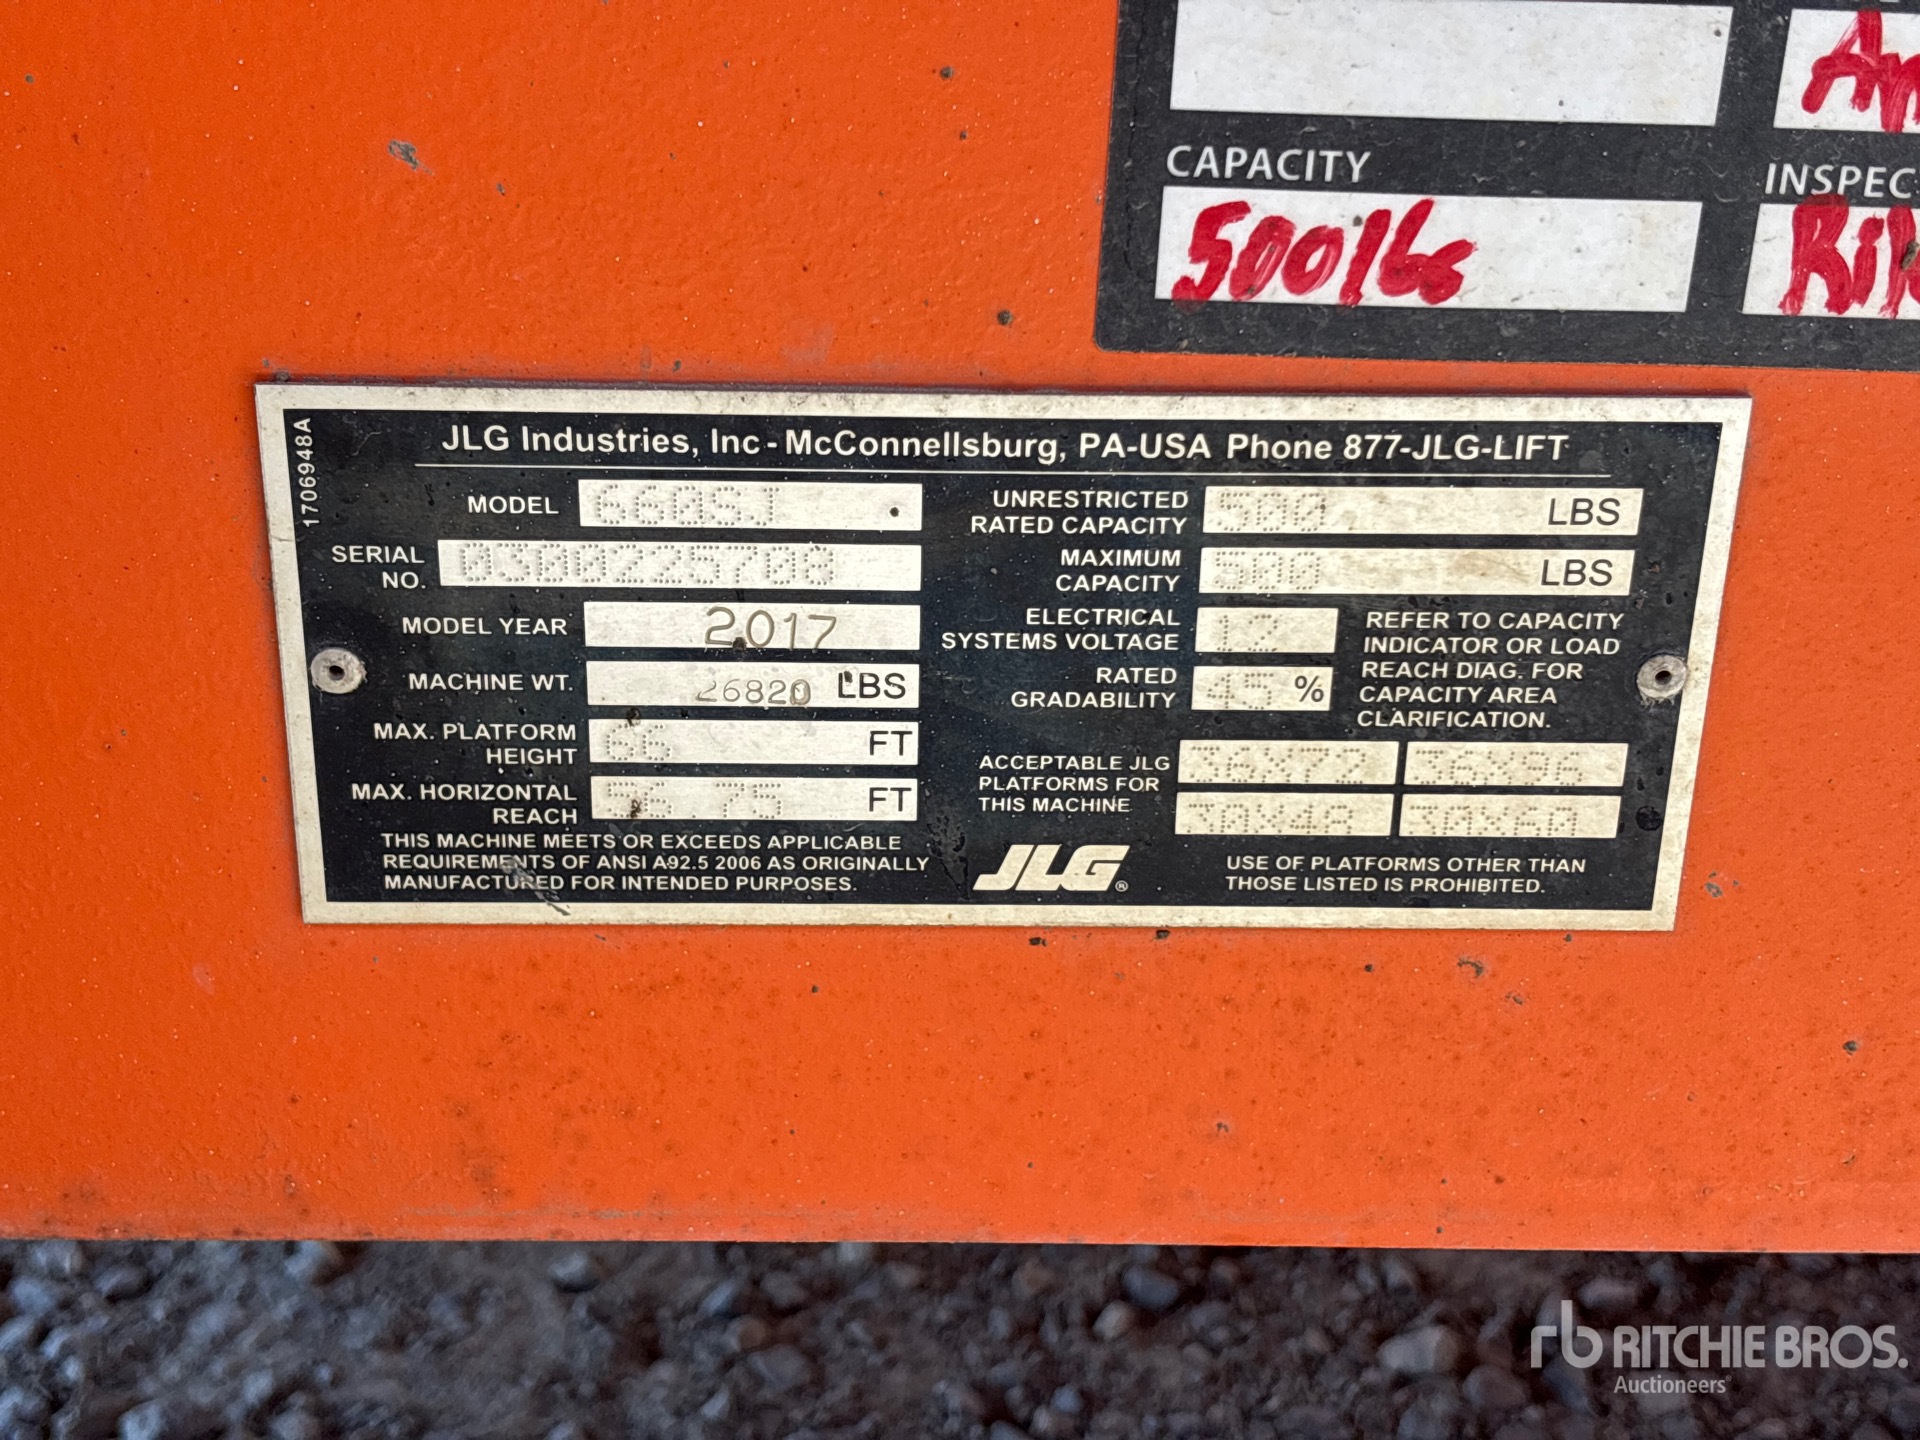 CAPACITY
500lbs
INSPEC
1706948A
JLG Industries, Inc - McConnellsburg, PA-USA Phone 877-JLG-LIFT
MODEL 660SJ
SERIAL NO. 0300225708
MODEL YEAR 2017
MACHINE WT. 26820 LBS
MAX. PLATFORM HEIGHT 66 FT
MAX. HORIZONTAL REACH 56.75 FT
THIS MACHINE MEETS OR EXCEEDS APPLICABLE
REQUIREMENTS OF ANSI A92.5 2006 AS ORIGINALLY
MANUFACTURED FOR INTENDED PURPOSES.
UNRESTRICTED RATED CAPACITY 500 LBS
MAXIMUM CAPACITY 500 LBS
ELECTRICAL SYSTEMS VOLTAGE 12
RATED GRADABILITY 45 %
REFER TO CAPACITY
INDICATOR OR LOAD
REACH DIAG. FOR
CAPACITY AREA
CLARIFICATION.
ACCEPTABLE JLG
PLATFORMS FOR
THIS MACHINE
36X72 36X96
30X48 30X60
JLG®
USE OF PLATFORMS OTHER THAN
THOSE LISTED IS PROHIBITED.
rb RITCHIE BROS.
Auctioneers